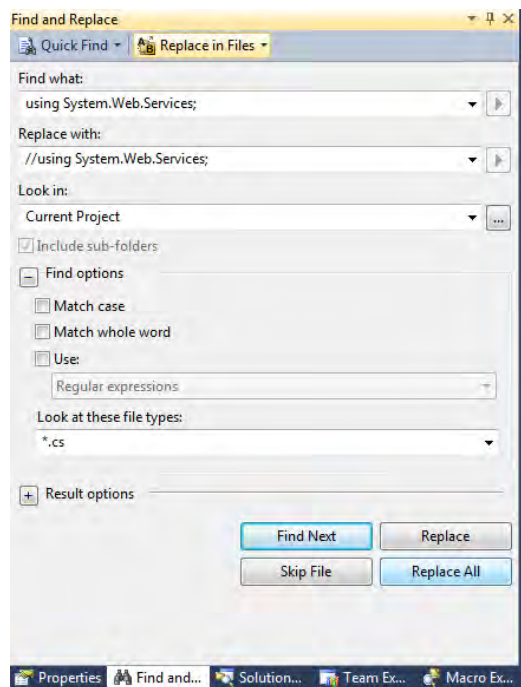 Find and Replace
Quick Find Replace in Files
Find what:
using System.Web.Services;
Replace with:
//using System.Web.Services;
Look in:
Current Project
...
Include sub-folders
Find options
Match case
Match whole word
Use:
Regular expressions
Look at these file types:
*.cs
Result options
Find Next Replace
Skip File Replace All
Properties Find and... Solution... Team Ex... Macro Ex...